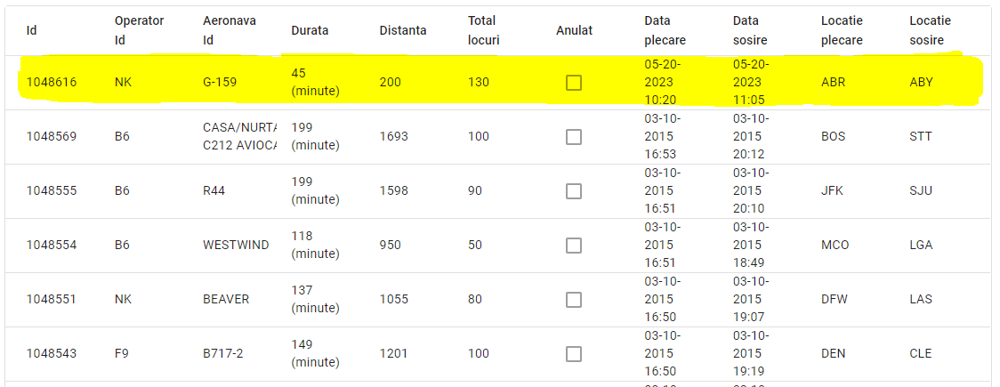 Id Operator Id Aeronava Id Durata Distanta Total locuri Anulat Data plecare Data sosire Locatie plecare Locatie sosire
1048616 NK G-159 45 (minute) 200 130 05-20-2023 10:20 05-20-2023 11:05 ABR ABY
1048569 B6 CASA/NURTA C212 AVIOCA 199 (minute) 1693 100 03-10-2015 16:53 03-10-2015 20:12 BOS STT
1048555 B6 R44 199 (minute) 1598 90 03-10-2015 16:51 03-10-2015 20:10 JFK SJU
1048554 B6 WESTWIND 118 (minute) 950 50 03-10-2015 16:51 03-10-2015 18:49 MCO LGA
1048551 NK BEAVER 137 (minute) 1055 80 03-10-2015 16:50 03-10-2015 19:07 DFW LAS
1048543 F9 B717-2 149 (minute) 1201 100 03-10-2015 16:50 03-10-2015 19:19 DEN CLE